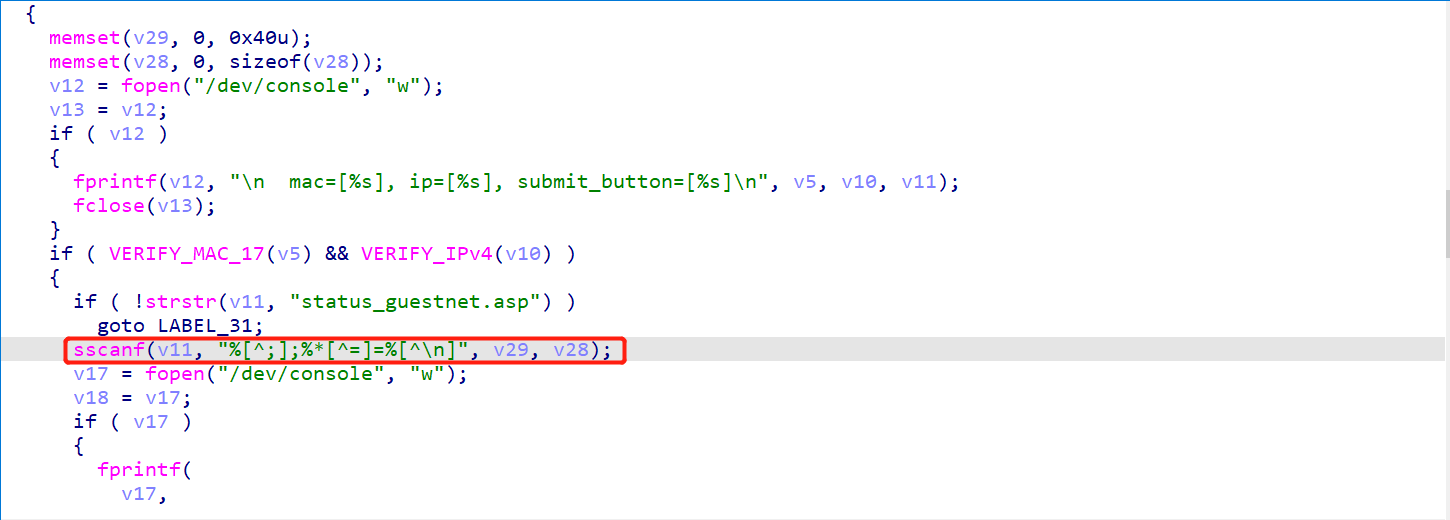 {
memset(v29, 0, 0x40u);
memset(v28, 0, sizeof(v28));
v12 = fopen("/dev/console", "w");
v13 = v12;
if ( v12 )
{
fprintf(v12, "\n  mac=[%s], ip=[%s], submit_button=[%s]\n", v5, v10, v11);
fclose(v13);
}
if ( VERIFY_MAC_17(v5) && VERIFY_IPv4(v10) )
{
if ( !strstr(v11, "status_guestnet.asp") )
goto LABEL_31;
sscanf(v11, "%[^;];%*[^=]=%[^\n]", v29, v28);
v17 = fopen("/dev/console", "w");
v18 = v17;
if ( v17 )
{
fprintf(
v17,